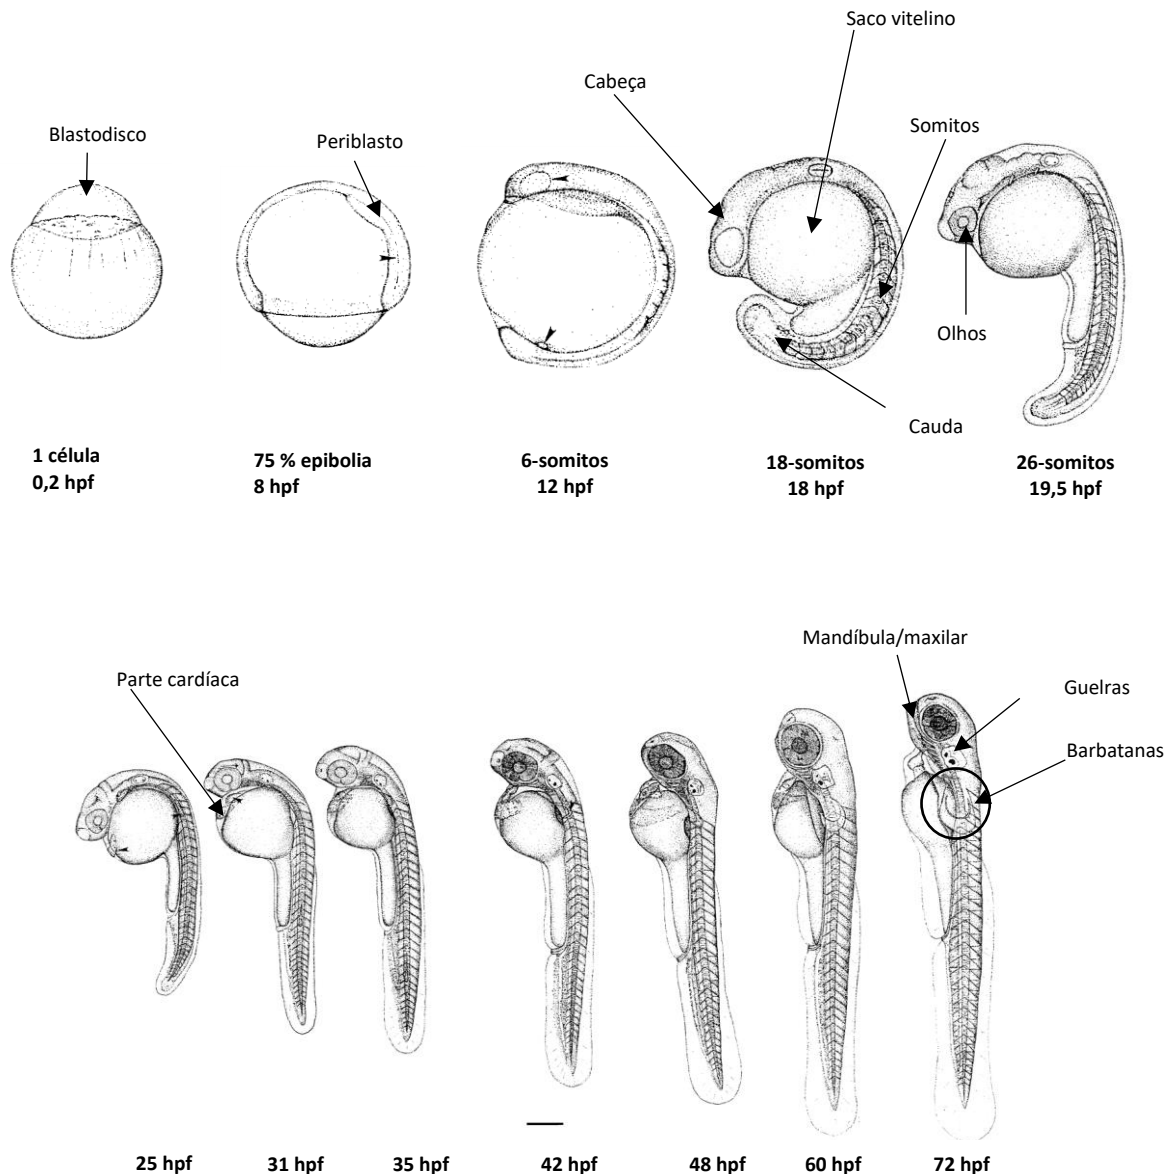 Saco vitelino
Cabeça
Blastodisco
Periblasto
Somitos
Olhos
Cauda
1 célula
0,2 hpf
75 % epibolia
8 hpf
6-somitos
12 hpf
18-somitos
18 hpf
26-somitos
19,5 hpf
Mandíbula/maxilar
Parte cardíaca
Guelras
Barbatanas
25 hpf
31 hpf
35 hpf
42 hpf
48 hpf
60 hpf
72 hpf